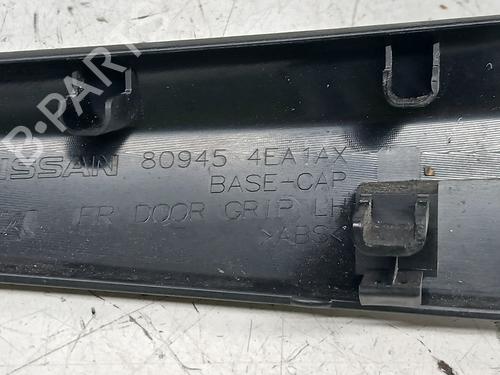 NISSAN 80945 4EA1AX
BASE-CAP
FR DOOR GRIP LH
>ABS<
B-PARTS